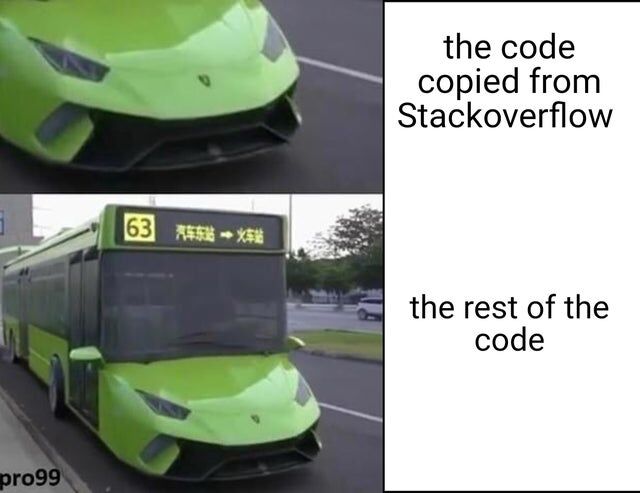 the code
copied from
Stackoverflow
63 汽车东站 → 火车站
the rest of the
code
pro99